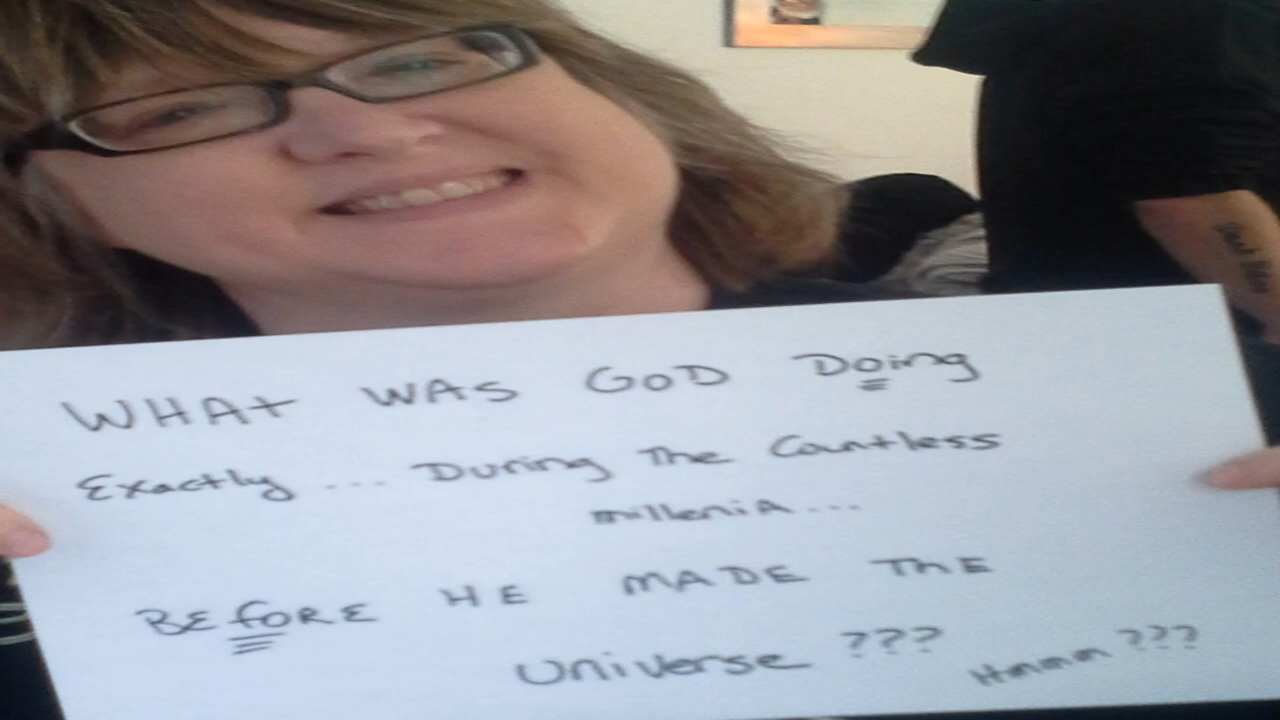 WHAT WAS GOD Doing
Exactly ... During The Countless
millenia...
BEFORE HE MADE THE
Universe ??? Hmmm ???